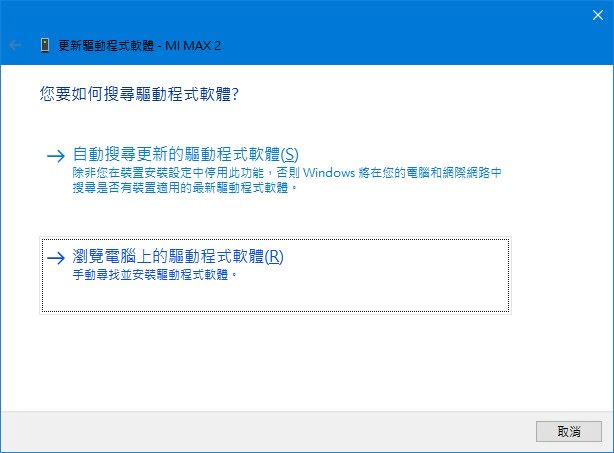 更新驅動程式軟體 - MI MAX 2
您要如何搜尋驅動程式軟體?
自動搜尋更新的驅動程式軟體(S)
除非您在裝置安裝設定中停用此功能，否則 Windows 將在您的電腦和網際網路中
搜尋是否有裝置適用的最新驅動程式軟體。
瀏覽電腦上的驅動程式軟體(R)
手動尋找並安裝驅動程式軟體。
取消